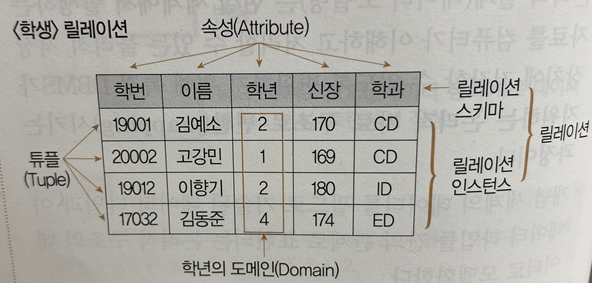 〈학생〉 릴레이션
속성(Attribute)
학번 이름 학년 신장 학과
릴레이션
스키마
19001 김예소 2 170 CD
20002 고강민 1 169 CD
19012 이향기 2 180 ID
17032 김동준 4 174 ED
튜플
(Tuple)
릴레이션
인스턴스
릴레이션
학년의 도메인(Domain)